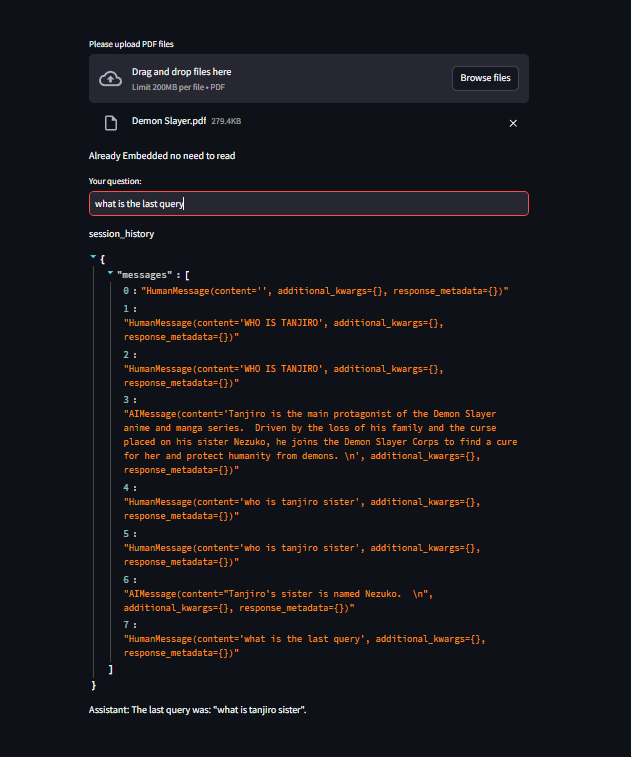 Please upload PDF files
Drag and drop files here
Limit 200MB per file • PDF
Browse files
Demon Slayer.pdf 279.4KB
Already Embedded no need to read
Your question:
what is the last query
session_history
{
"messages" : [
0 : "HumanMessage(content='', additional_kwargs={}, response_metadata={})"
1 :
"HumanMessage(content='WHO IS TANJIRO', additional_kwargs={},
response_metadata={})"
2 :
"HumanMessage(content='WHO IS TANJIRO', additional_kwargs={},
response_metadata={})"
3 :
"AIMessage(content='Tanjiro is the main protagonist of the Demon Slayer
anime and manga series.  Driven by the loss of his family and the curse
placed on his sister Nezuko, he joins the Demon Slayer Corps to find a cure
for her and protect humanity from demons. \n', additional_kwargs={},
response_metadata={})"
4 :
"HumanMessage(content='who is tanjiro sister', additional_kwargs={},
response_metadata={})"
5 :
"HumanMessage(content='who is tanjiro sister', additional_kwargs={},
response_metadata={})"
6 :
"AIMessage(content="Tanjiro's sister is named Nezuko.  \n",
additional_kwargs={}, response_metadata={})"
7 :
"HumanMessage(content='what is the last query', additional_kwargs={},
response_metadata={})"
]
}
Assistant: The last query was: "what is tanjiro sister".